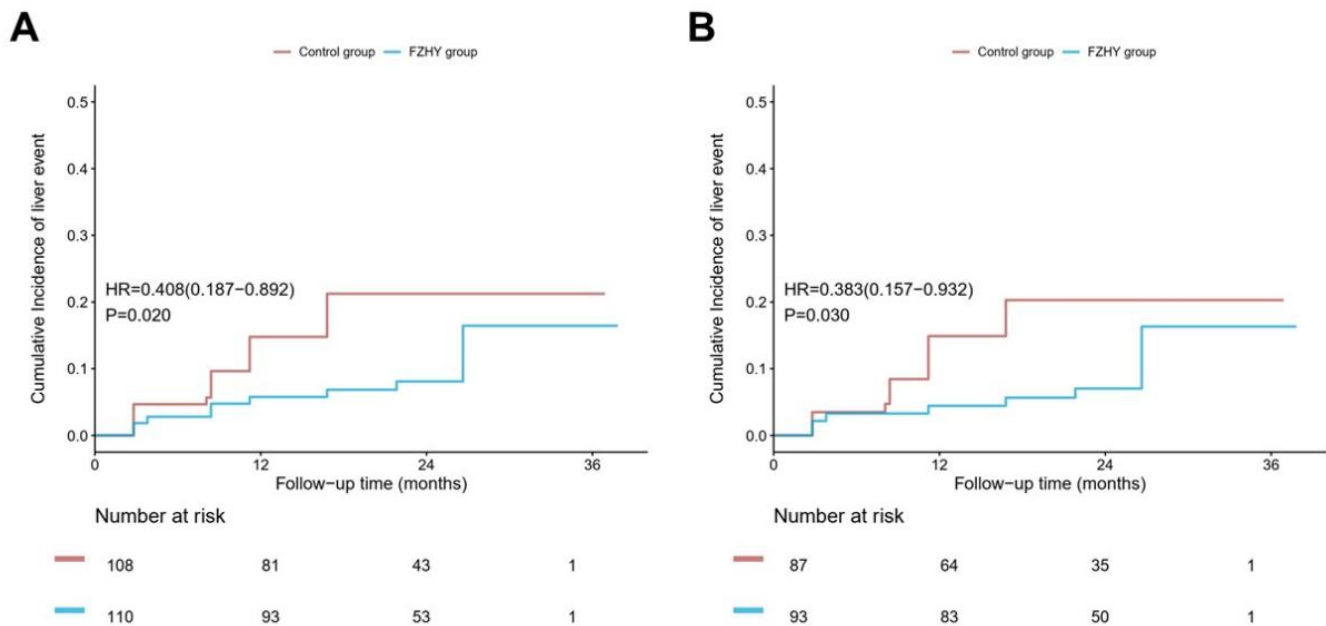 A
Control group FZHY group
Cumulative Incidence of liver event
0.5
0.4
0.3
0.2
0.1
0.0
HR=0.408(0.187−0.892)
P=0.020
0 12 24 36
Follow−up time (months)
Number at risk
108 81 43 1
110 93 53 1
B
Control group FZHY group
Cumulative Incidence of liver event
0.5
0.4
0.3
0.2
0.1
0.0
HR=0.383(0.157−0.932)
P=0.030
0 12 24 36
Follow−up time (months)
Number at risk
87 64 35 1
93 83 50 1